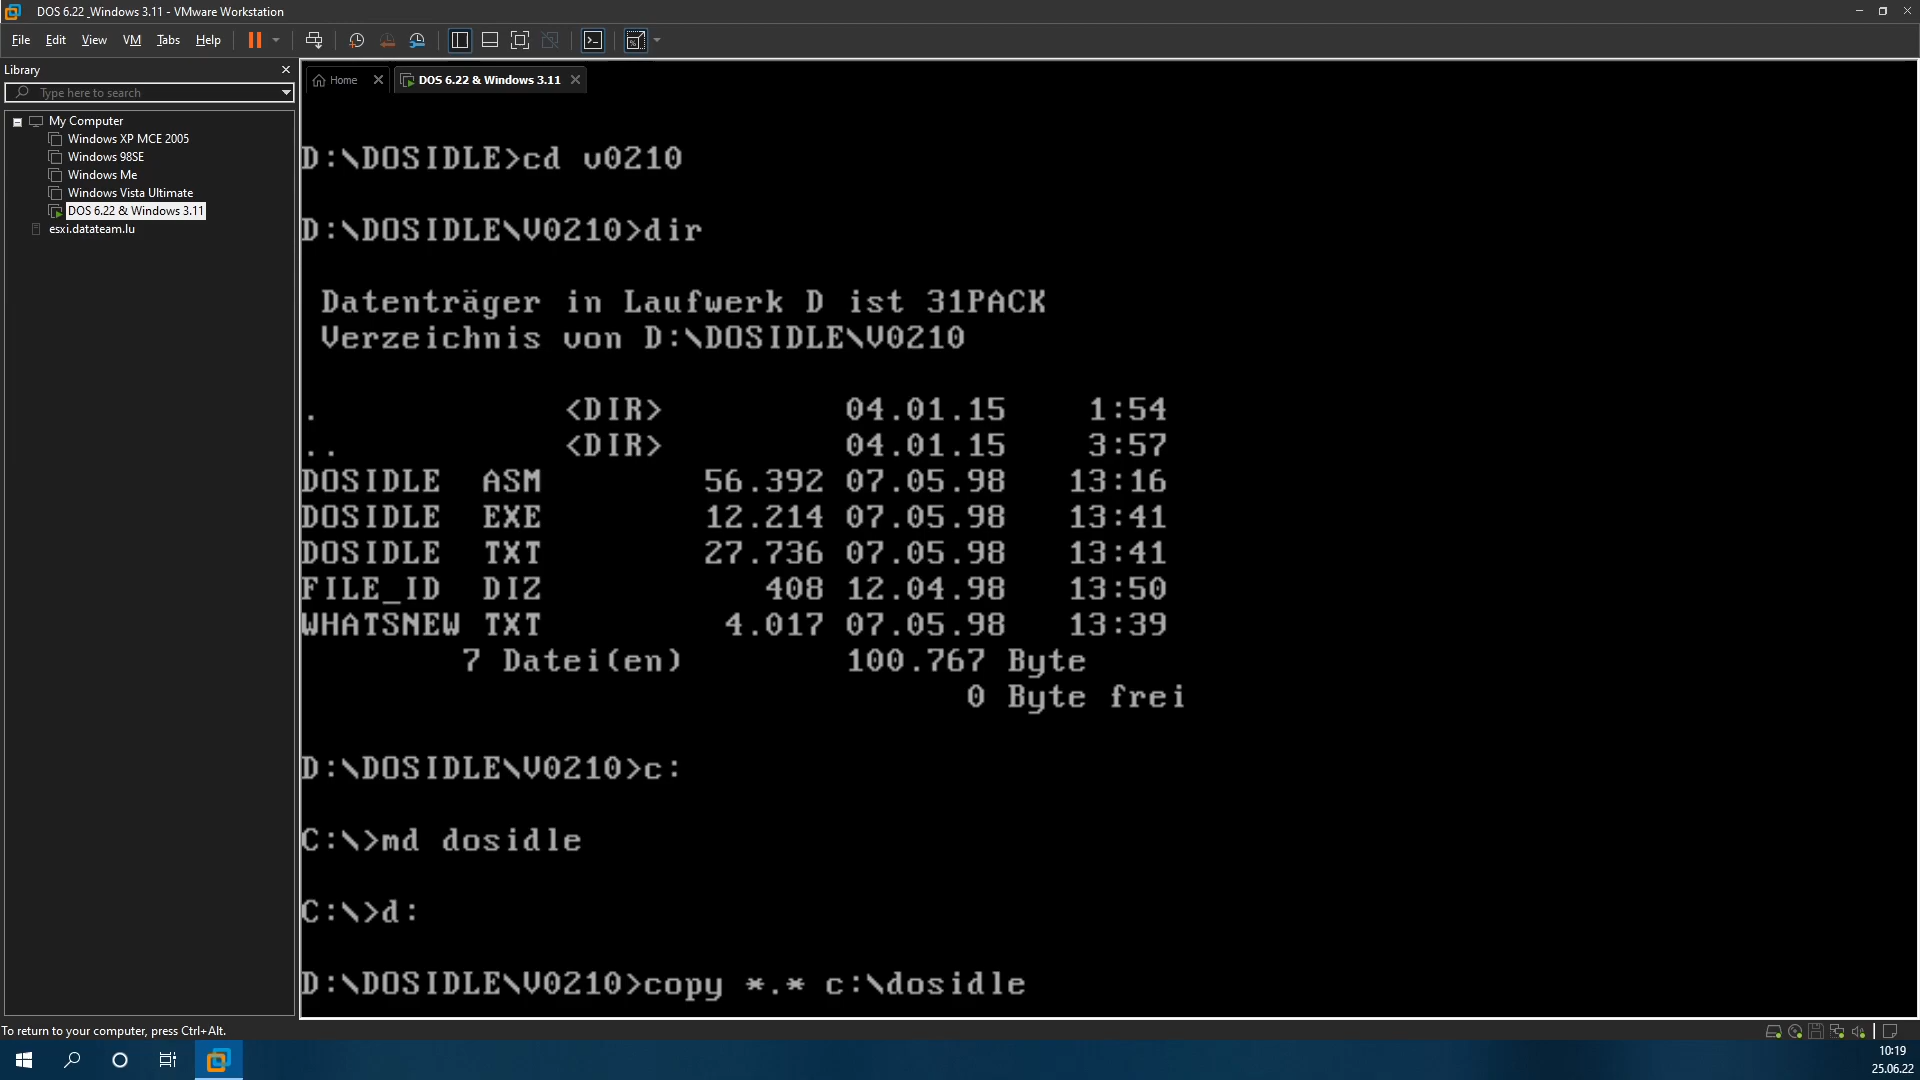 DOS 6.22 _Windows 3.11 - VMware Workstation
File Edit View VM Tabs Help
Library
Type here to search
My Computer
Windows XP MCE 2005
Windows 98SE
Windows Me
Windows Vista Ultimate
DOS 6.22 & Windows 3.11
esxi.datateam.lu
Home DOS 6.22 & Windows 3.11
D:\DOSIDLE>cd v0210
D:\DOSIDLE\V0210>dir
Datenträger in Laufwerk D ist 31PACK
Verzeichnis von D:\DOSIDLE\V0210
. <DIR> 04.01.15 1:54
.. <DIR> 04.01.15 3:57
DOSIDLE ASM 56.392 07.05.98 13:16
DOSIDLE EXE 12.214 07.05.98 13:41
DOSIDLE TXT 27.736 07.05.98 13:41
FILE_ID DIZ 408 12.04.98 13:50
WHATSNEW TXT 4.017 07.05.98 13:39
7 Datei(en) 100.767 Byte
0 Byte frei
D:\DOSIDLE\V0210>c:
C:\>md dosidle
C:\>d:
D:\DOSIDLE\V0210>copy *.* c:\dosidle
To return to your computer, press Ctrl+Alt.
10:19
25.06.22